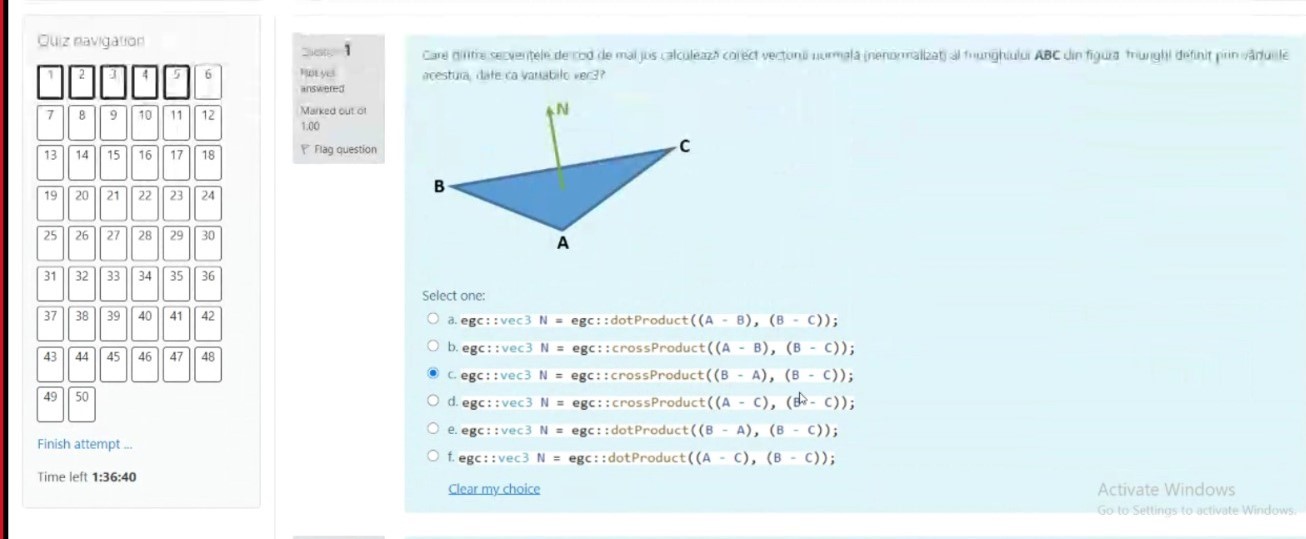 Quiz navigation
1 2 3 4 5 6
7 8 9 10 11 12
13 14 15 16 17 18
19 20 21 22 23 24
25 26 27 28 29 30
31 32 33 34 35 36
37 38 39 40 41 42
43 44 45 46 47 48
49 50
Finish attempt ...
Time left 1:36:40
Question 1
Not yet
answered
Marked out of
1.00
Flag question
Care dintre secvențele de cod de mai jos calculează corect vectorul normală (nenormalizat) al triunghiului ABC din figură? Triunghi definit prin vârfurile
acestuia, date ca variabile vec3?
N
C
B
A
Select one:
a. egc::vec3 N = egc::dotProduct((A - B), (B - C));
b. egc::vec3 N = egc::crossProduct((A - B), (B - C));
c. egc::vec3 N = egc::crossProduct((B - A), (B - C));
d. egc::vec3 N = egc::crossProduct((A - C), (B - C));
e. egc::vec3 N = egc::dotProduct((B - A), (B - C));
f. egc::vec3 N = egc::dotProduct((A - C), (B - C));
Clear my choice
Activate Windows
Go to Settings to activate Windows.